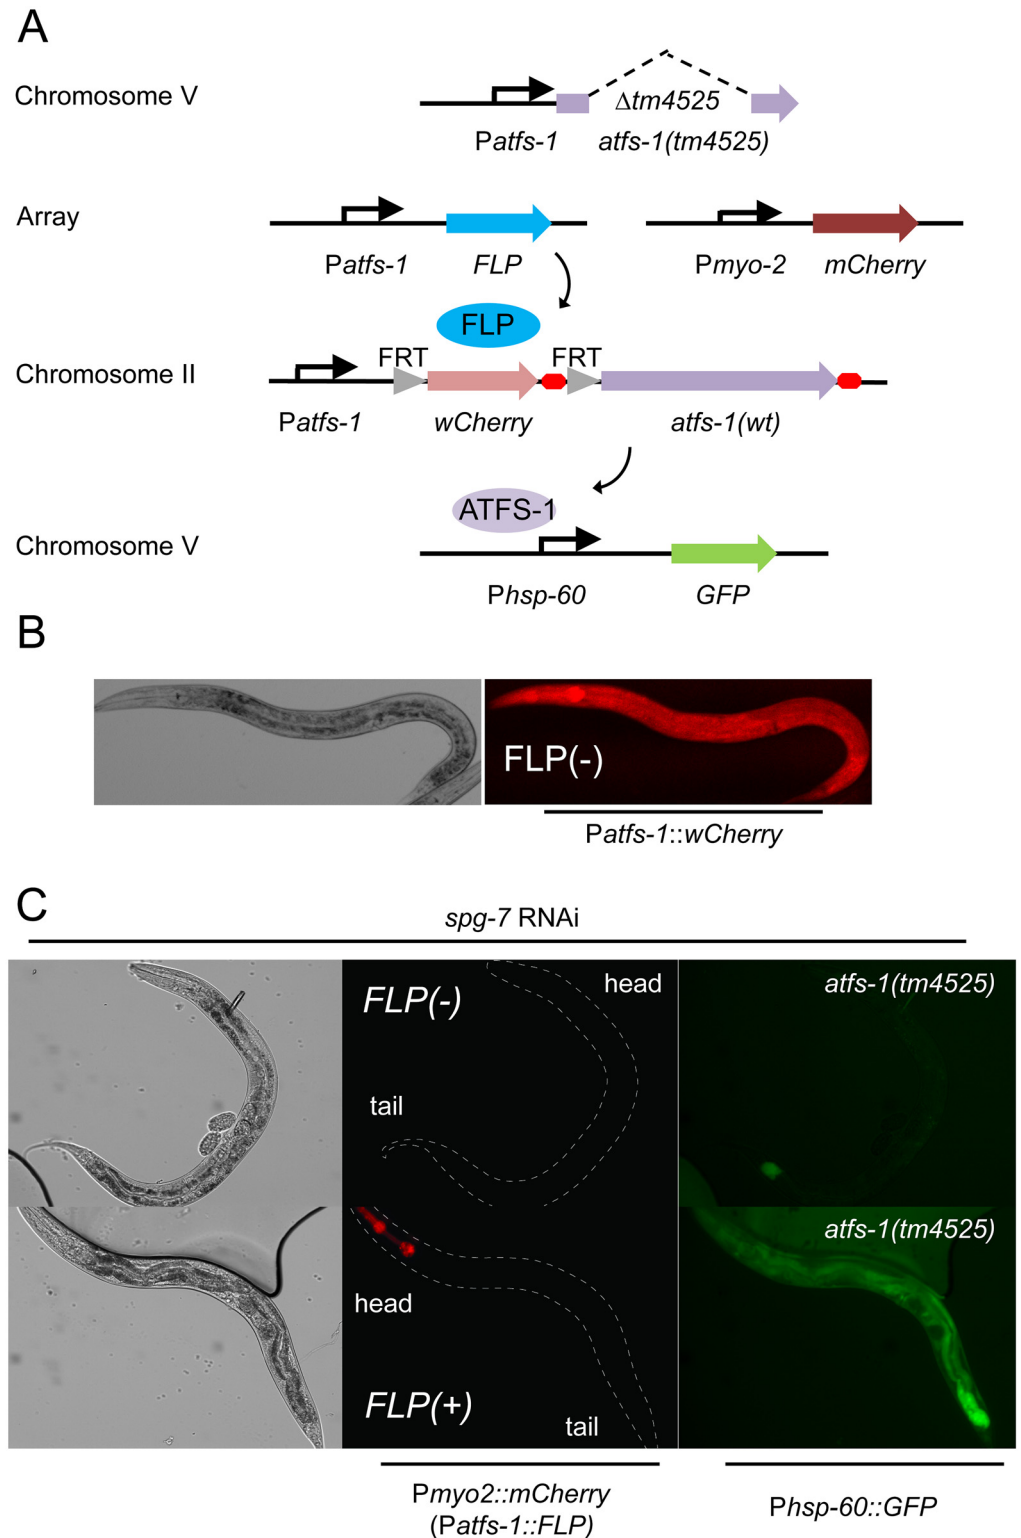 A
Chromosome V
Δtm4525
Patfs-1 atfs-1(tm4525)
Array
Patfs-1 FLP Pmyo-2 mCherry
FLP
FRT FRT
Chromosome II
Patfs-1 wCherry atfs-1(wt)
ATFS-1
Chromosome V
Phsp-60 GFP
B
FLP(-)
Patfs-1::wCherry
C
spg-7 RNAi
FLP(-) head atfs-1(tm4525)
tail
atfs-1(tm4525)
head
FLP(+) tail
Pmyo2::mCherry
(Patfs-1::FLP)
Phsp-60::GFP